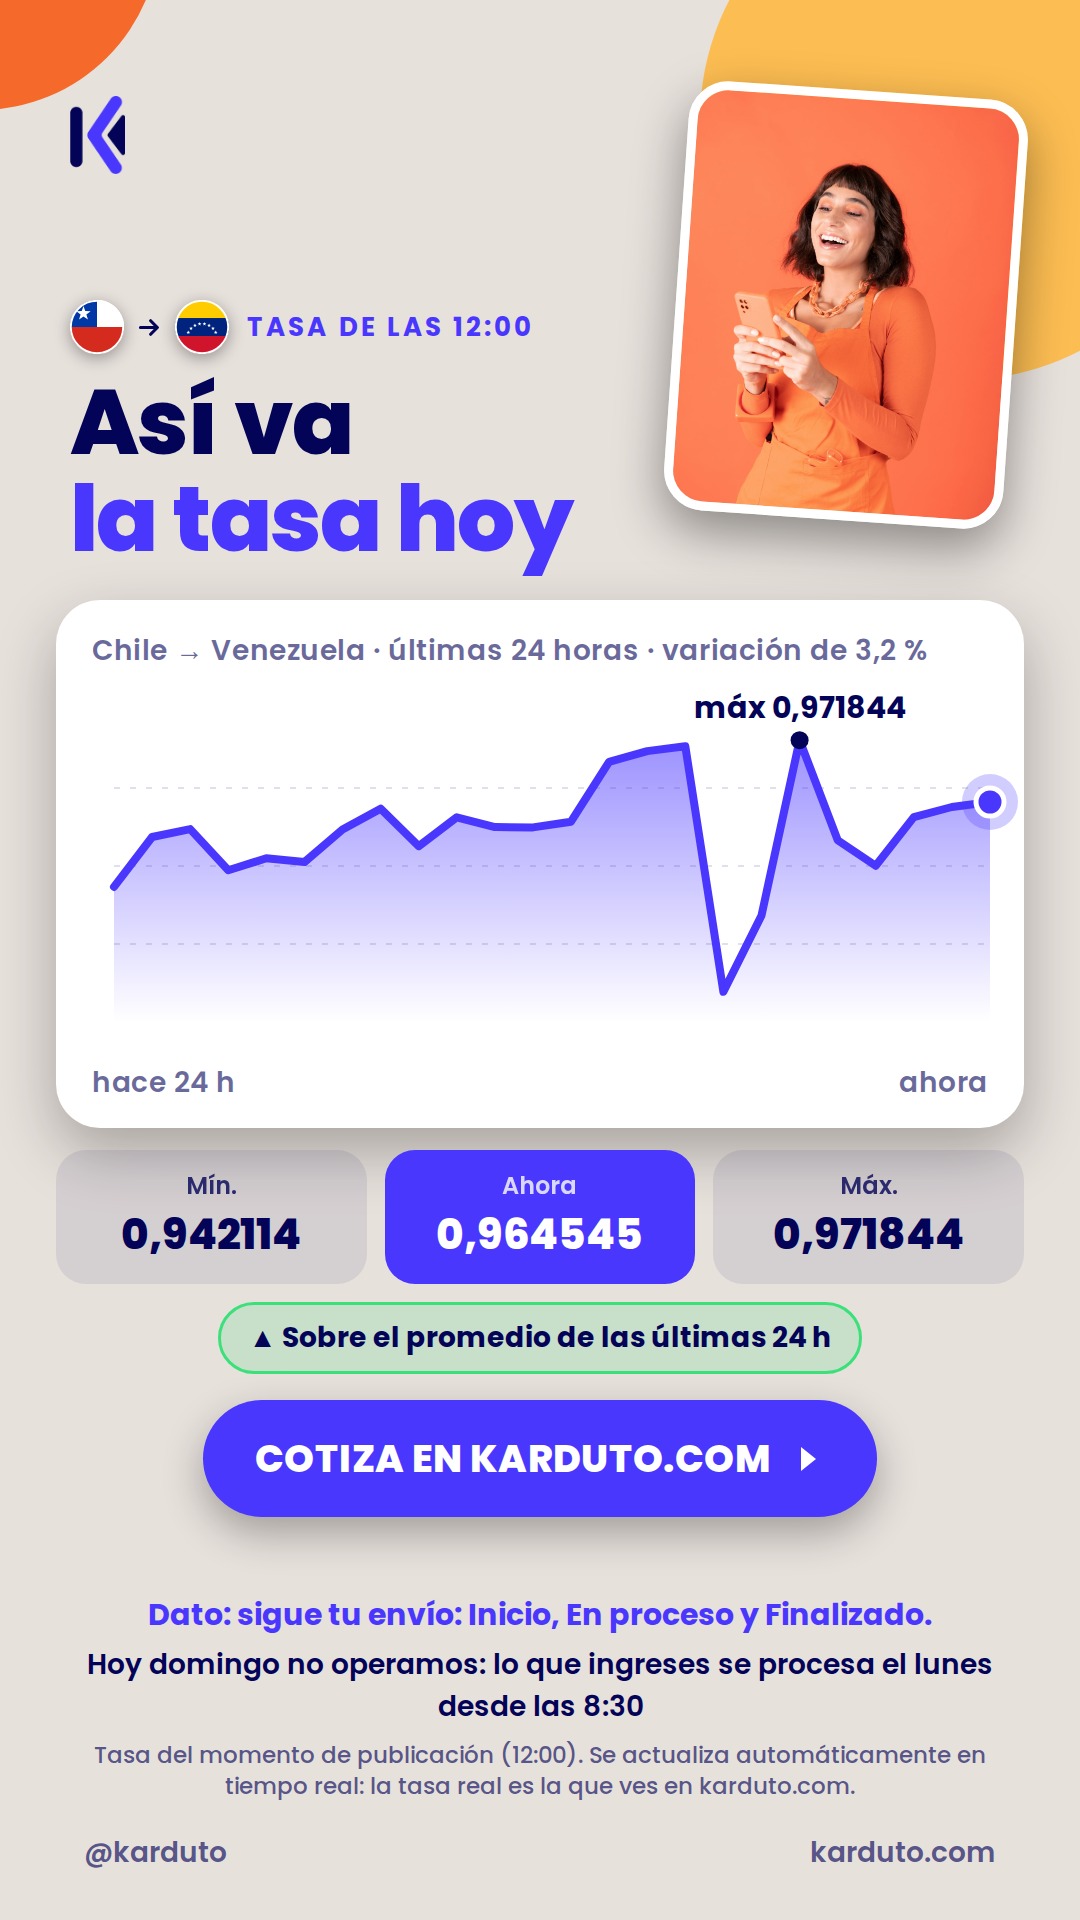 TASA DE LAS 12:00
Así va
la tasa hoy
Chile → Venezuela · últimas 24 horas · variación de 3,2 %
máx 0,971844
hace 24 h
ahora
Mín.
0,942114
Ahora
0,964545
Máx.
0,971844
▲ Sobre el promedio de las últimas 24 h
COTIZA EN KARDUTO.COM
Dato: sigue tu envío: Inicio, En proceso y Finalizado.
Hoy domingo no operamos: lo que ingreses se procesa el lunes
desde las 8:30
Tasa del momento de publicación (12:00). Se actualiza automáticamente en
tiempo real: la tasa real es la que ves en karduto.com.
@karduto
karduto.com